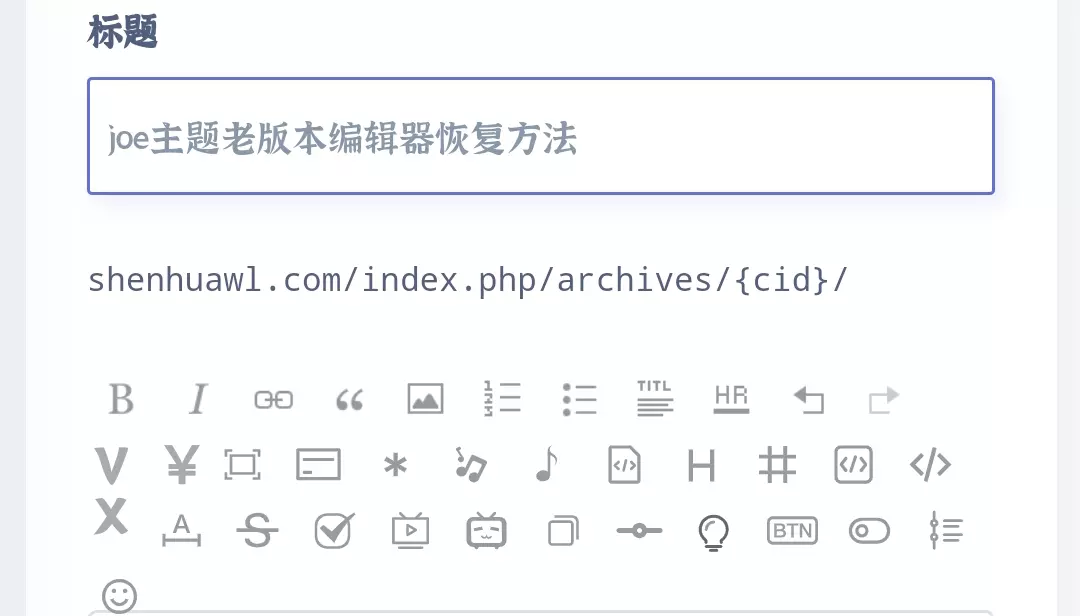 标题
joe主题老版本编辑器恢复方法
shenhuawl.com/index.php/archives/{cid}/
B I TITL HR
V ¥ * H # </> </>
X A S BTN